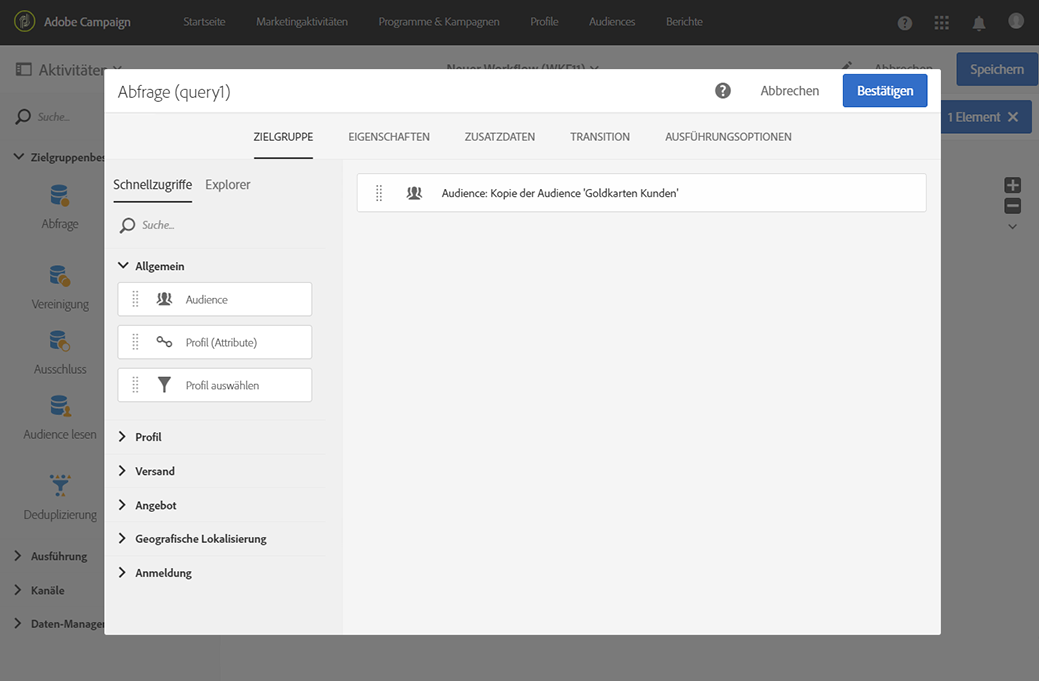 Adobe Campaign Startseite Marketingaktivitäten Programme & Kampagnen Profile Audiences Berichte
Aktivitäten Neuer Workflow (WKF11) Abbrechen Speichern
Abfrage (query1) Abbrechen Bestätigen
Suche... 1 Element
ZIELGRUPPE EIGENSCHAFTEN ZUSATZDATEN TRANSITION AUSFÜHRUNGSOPTIONEN
Zielgruppenbes
Schnellzugriffe Explorer
Audience: Kopie der Audience 'Goldkarten Kunden'
Suche...
Abfrage
Allgemein
Audience
Vereinigung
Profil (Attribute)
Ausschluss
Profil auswählen
Audience lesen
Profil
Versand
Angebot
Deduplizierung
Geografische Lokalisierung
Ausführung
Anmeldung
Kanäle
Daten-Manager